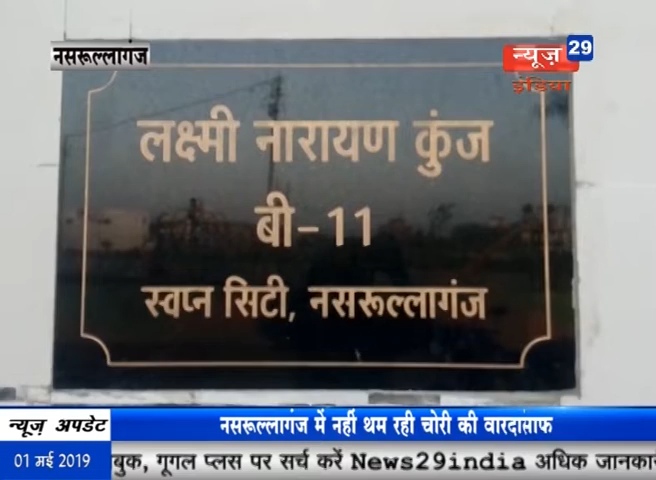 नसरूल्लागंज
न्यूज़ 29
इंडिया
लक्ष्मी नारायण कुंज
बी-11
स्वप्न सिटी, नसरूल्लागंज
न्यूज़ अपडेट
नसरूल्लागंज में नहीं थम रही चोरी की वारदांसाफ
01 मई 2019
बुक, गूगल प्लस पर सर्च करें News29india अधिक जानका